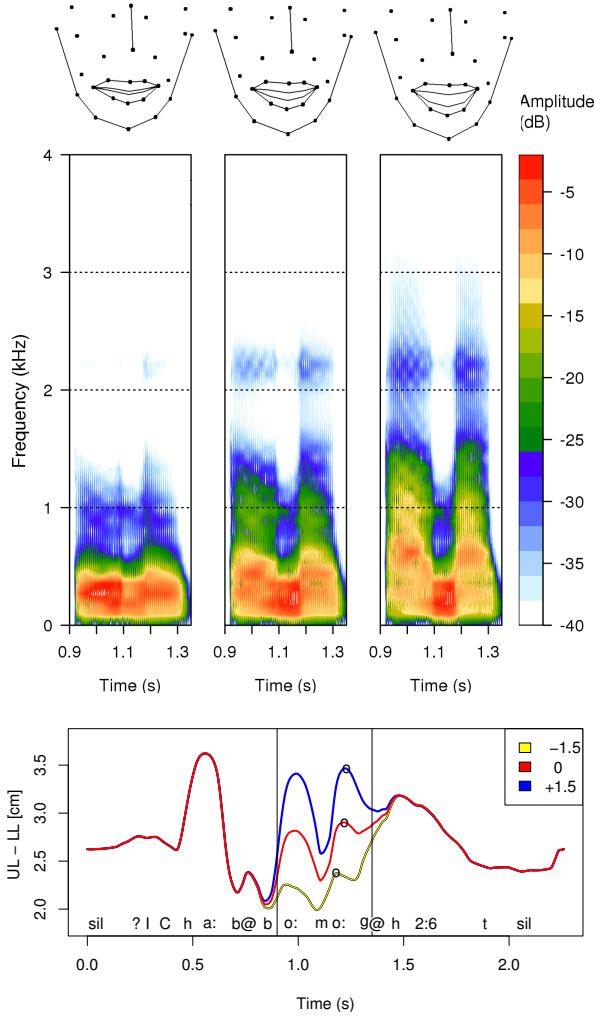 Amplitude
(dB)
4
3
2
1
0
Frequency (kHz)
-5
-10
-15
-20
-25
-30
-35
-40
0.9 1.1 1.3
0.9 1.1 1.3
0.9 1.1 1.3
Time (s)
Time (s)
Time (s)
UL − LL [cm]
3.5
3.0
2.5
2.0
−1.5
0
+1.5
sil ? I C h a: b@ b o: m o: g@ h 2:6 t sil
0.0 0.5 1.0 1.5 2.0
Time (s)